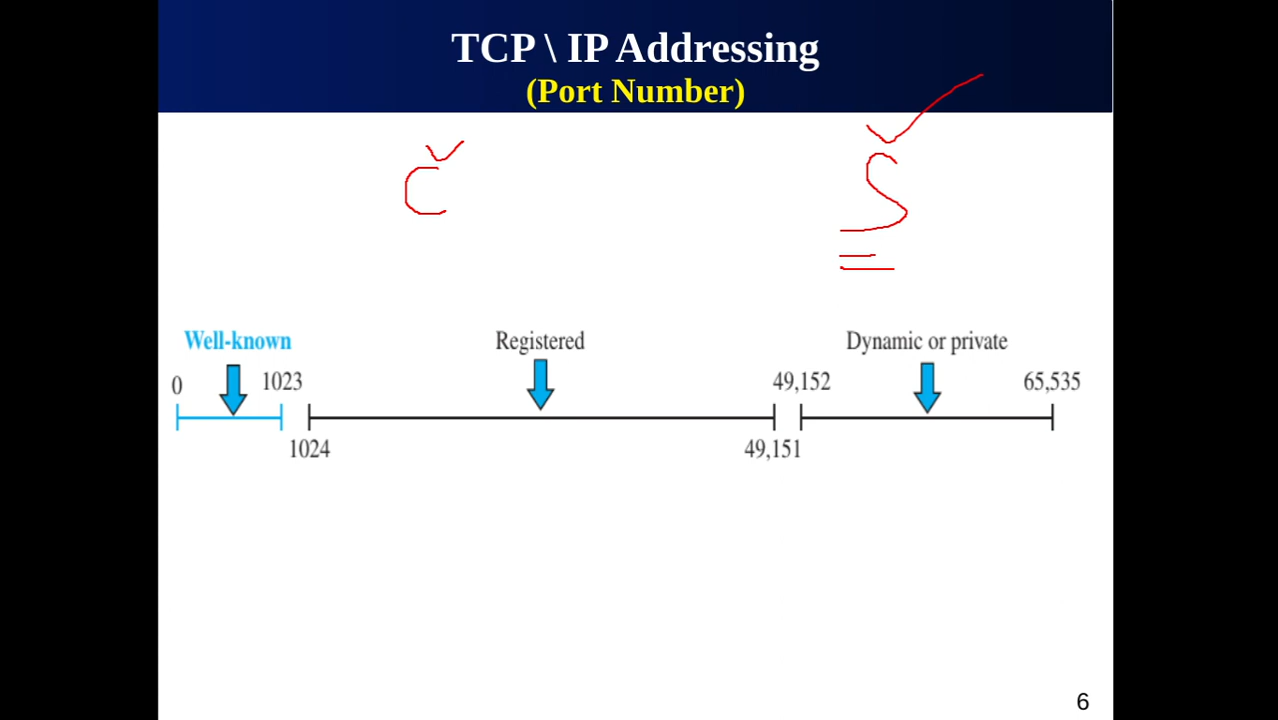 TCP \ IP Addressing
(Port Number)
C
S
Well-known
Registered
Dynamic or private
0
1023
49,152
65,535
1024
49,151
6